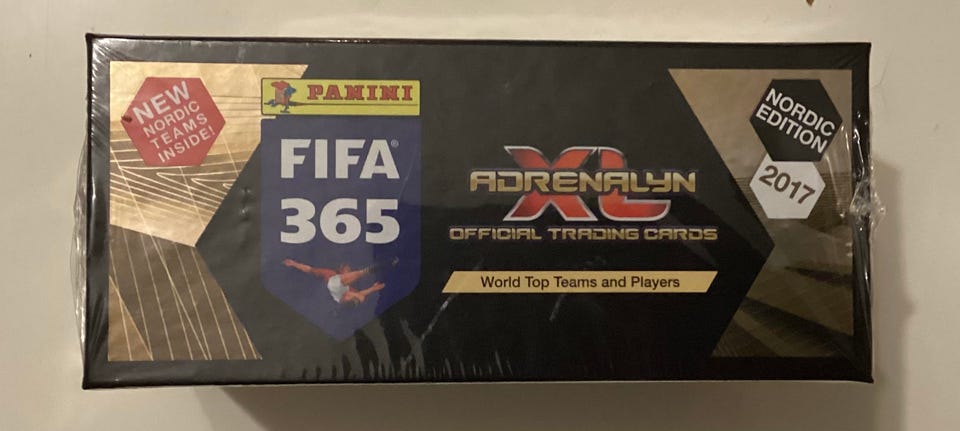 NEW
NORDIC
TEAMS
INSIDE!
PANINI
FIFA®
365
ADRENALYN
XL
OFFICIAL TRADING CARDS
World Top Teams and Players
NORDIC
EDITION
2017